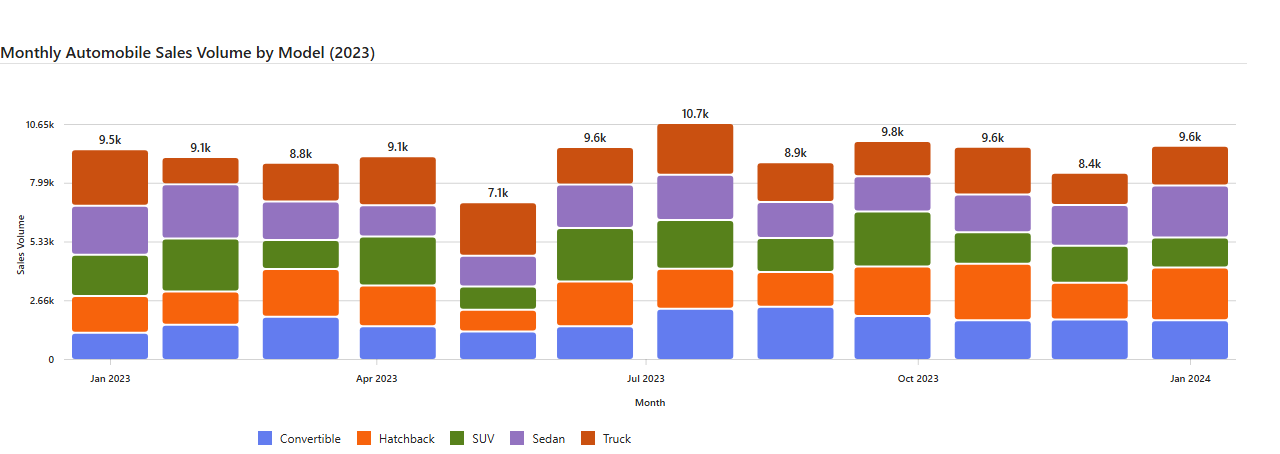 Monthly Automobile Sales Volume by Model (2023)
10.7k
10.65k
9.5k 9.1k 8.8k 9.1k 9.6k 8.9k 9.8k 9.6k 8.4k 9.6k
7.99k
7.1k
Sales Volume
5.33k
2.66k
0
Jan 2023 Apr 2023 Jul 2023 Oct 2023 Jan 2024
Month
Convertible Hatchback SUV Sedan Truck